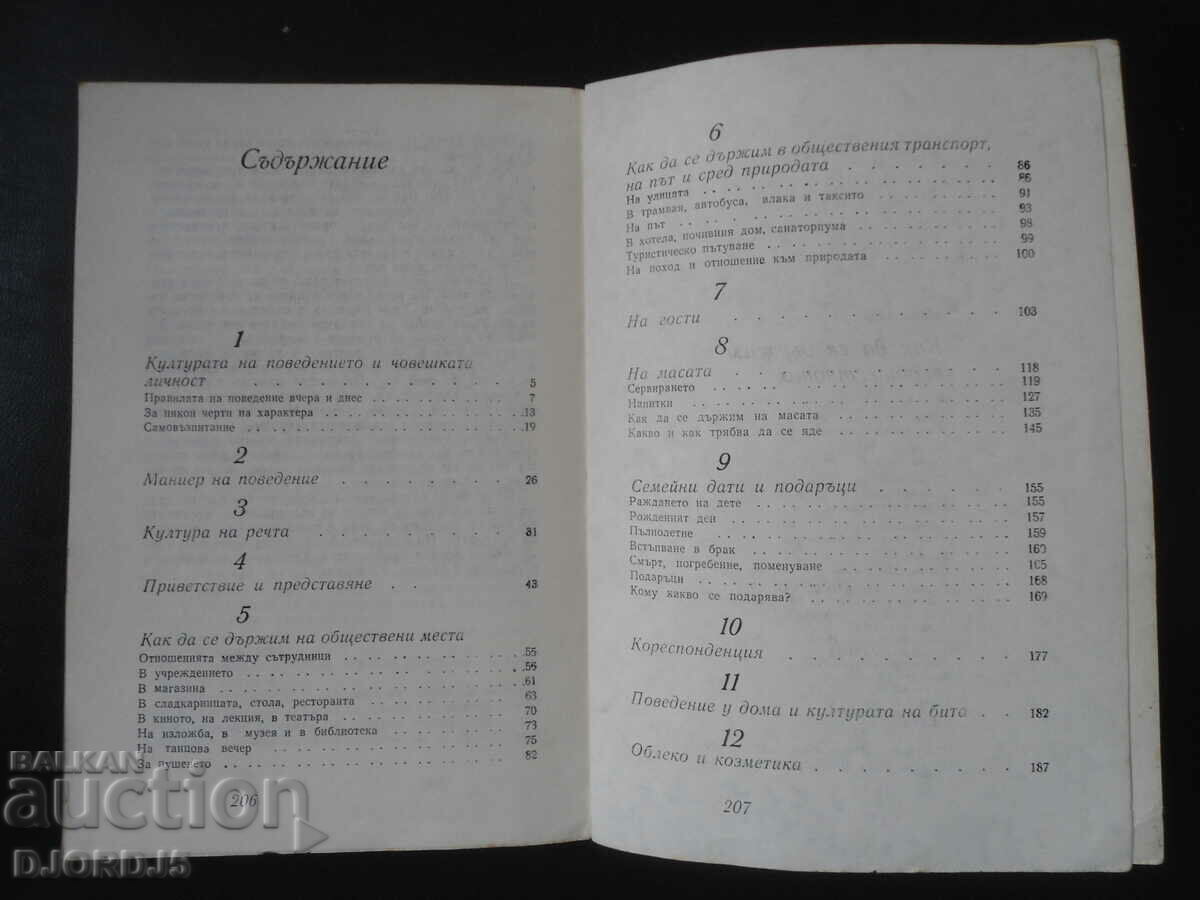 Съдържание
1
Културата на поведението и човешката
личност . . . . . . . . . . . 5
Правилата на поведение вчера и днес . . . . . . . . 7
За някои черти на характера . . . . . . . . . . 13
Самовъзпитание . . . . . . . . . . . . . 19
2
Маниер на поведение . . . . . . . . 26
3
Култура на речта . . . . . . . . 31
4
Приветствие и представяне . . 43
5
Как да се държим на обществени места
Отношенията между сътрудници . . . . . . . . 55
В учреждението . . . . . . . . . . . . 56
В магазина . . . . . . . . . . . . . 61
В сладкарницата, стола, ресторанта . . . . . . . . 63
В киното, на лекция, в театъра . . . . . . . . . 70
На изложба, в музея и в библиотека . . . . . . . . 73
На танцова вечер . . . . . . . . . . . 75
За пушенето . . . . . . . . . . . . . 82
206
6
Как да се държим в обществения транспорт,
на път и сред природата . . . . . . . 86
На улицата . . . . . . . . . . . . . 86
В трамвая, автобуса, влака и таксито . . . . . . . 91
На път . . . . . . . . . . . . . . 93
В хотела, почивния дом, санаториума . . . . . . . . 98
Туристическо пътуване . . . . . . . . . . . 99
На поход и отношение към природата . . . . . . . 100
7
На гости . . . . . . . . . . . 103
8
На масата . . . . . . . . . . . 118
Сервирането . . . . . . . . . . . . . 119
Напитки . . . . . . . . . . . . . . 127
Как да се държим на масата . . . . . . . . . . 135
Какво и как трябва да се яде . . . . . . . . . 145
9
Семейни дати и подаръци . . . . . . 155
Раждането на дете . . . . . . . . . . . . 155
Рожденият ден . . . . . . . . . . . . . 157
Пълнолетие . . . . . . . . . . . . . 159
Встъпване в брак . . . . . . . . . . . . 160
Смърт, погребение, поменуване . . . . . . . . . 165
Подаръци . . . . . . . . . . . . . . 168
Кому какво се подарява? . . . . . . . . . . 169
10
Кореспонденция . . . . . . . . . 177
11
Поведение у дома и културата на бита . . 182
12
Облекло и козметика . . . . . . . . 187
207
BALKAN
auction
DJORDJ5